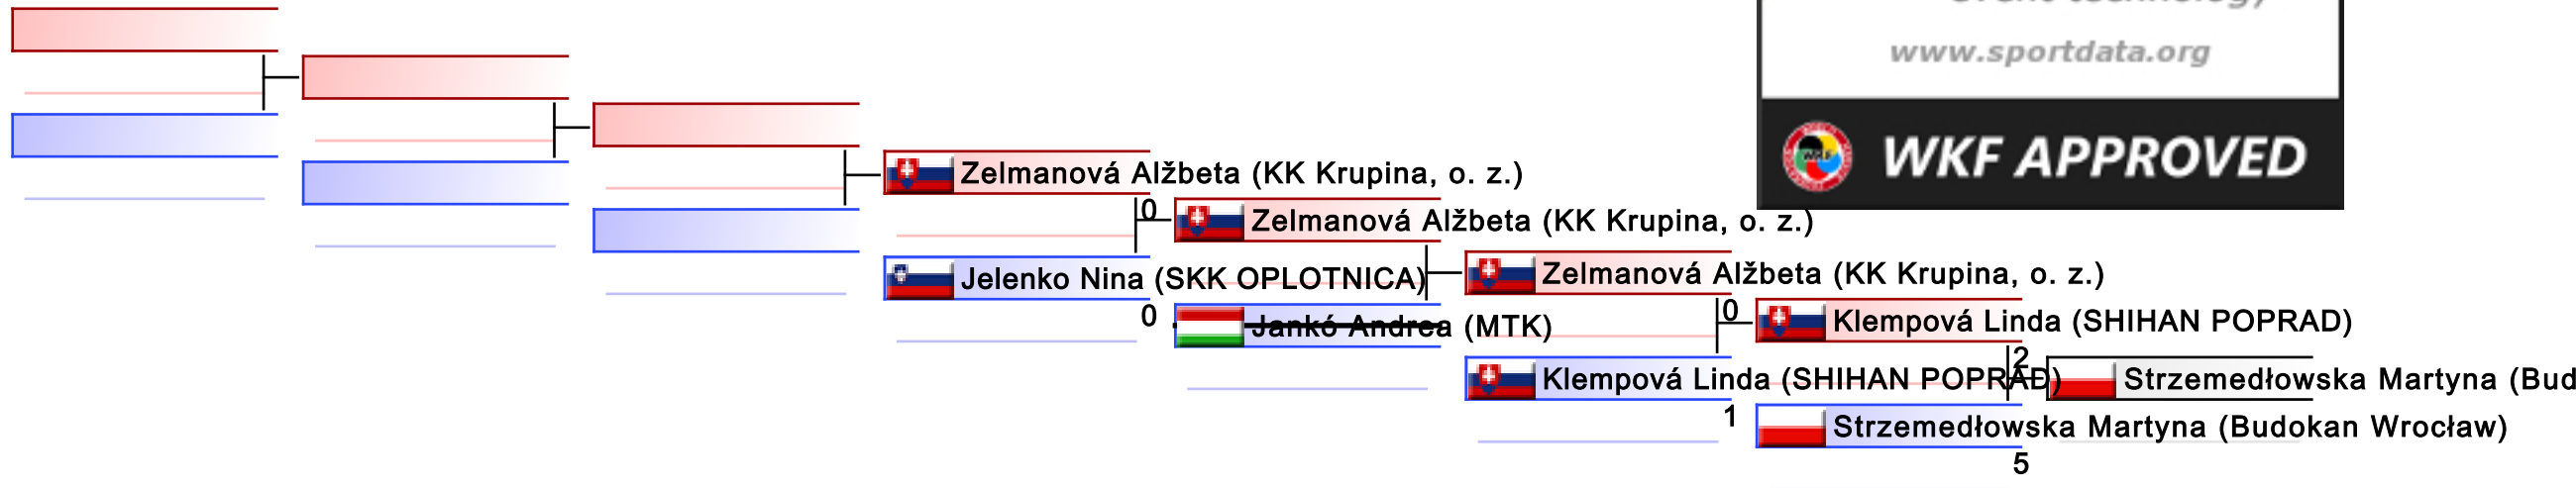 www.sportdata.org
WKF APPROVED
Zelmanová Alžbeta (KK Krupina, o. z.)
0
Zelmanová Alžbeta (KK Krupina, o. z.)
Jelenko Nina (SKK OPLOTNICA)
0
Zelmanová Alžbeta (KK Krupina, o. z.)
Jankó Andrea (MTK)
0
Klempová Linda (SHIHAN POPRAD)
Klempová Linda (SHIHAN POPRAD)
1
2
Strzemedłowska Martyna (Bud
Strzemedłowska Martyna (Budokan Wrocław)
5